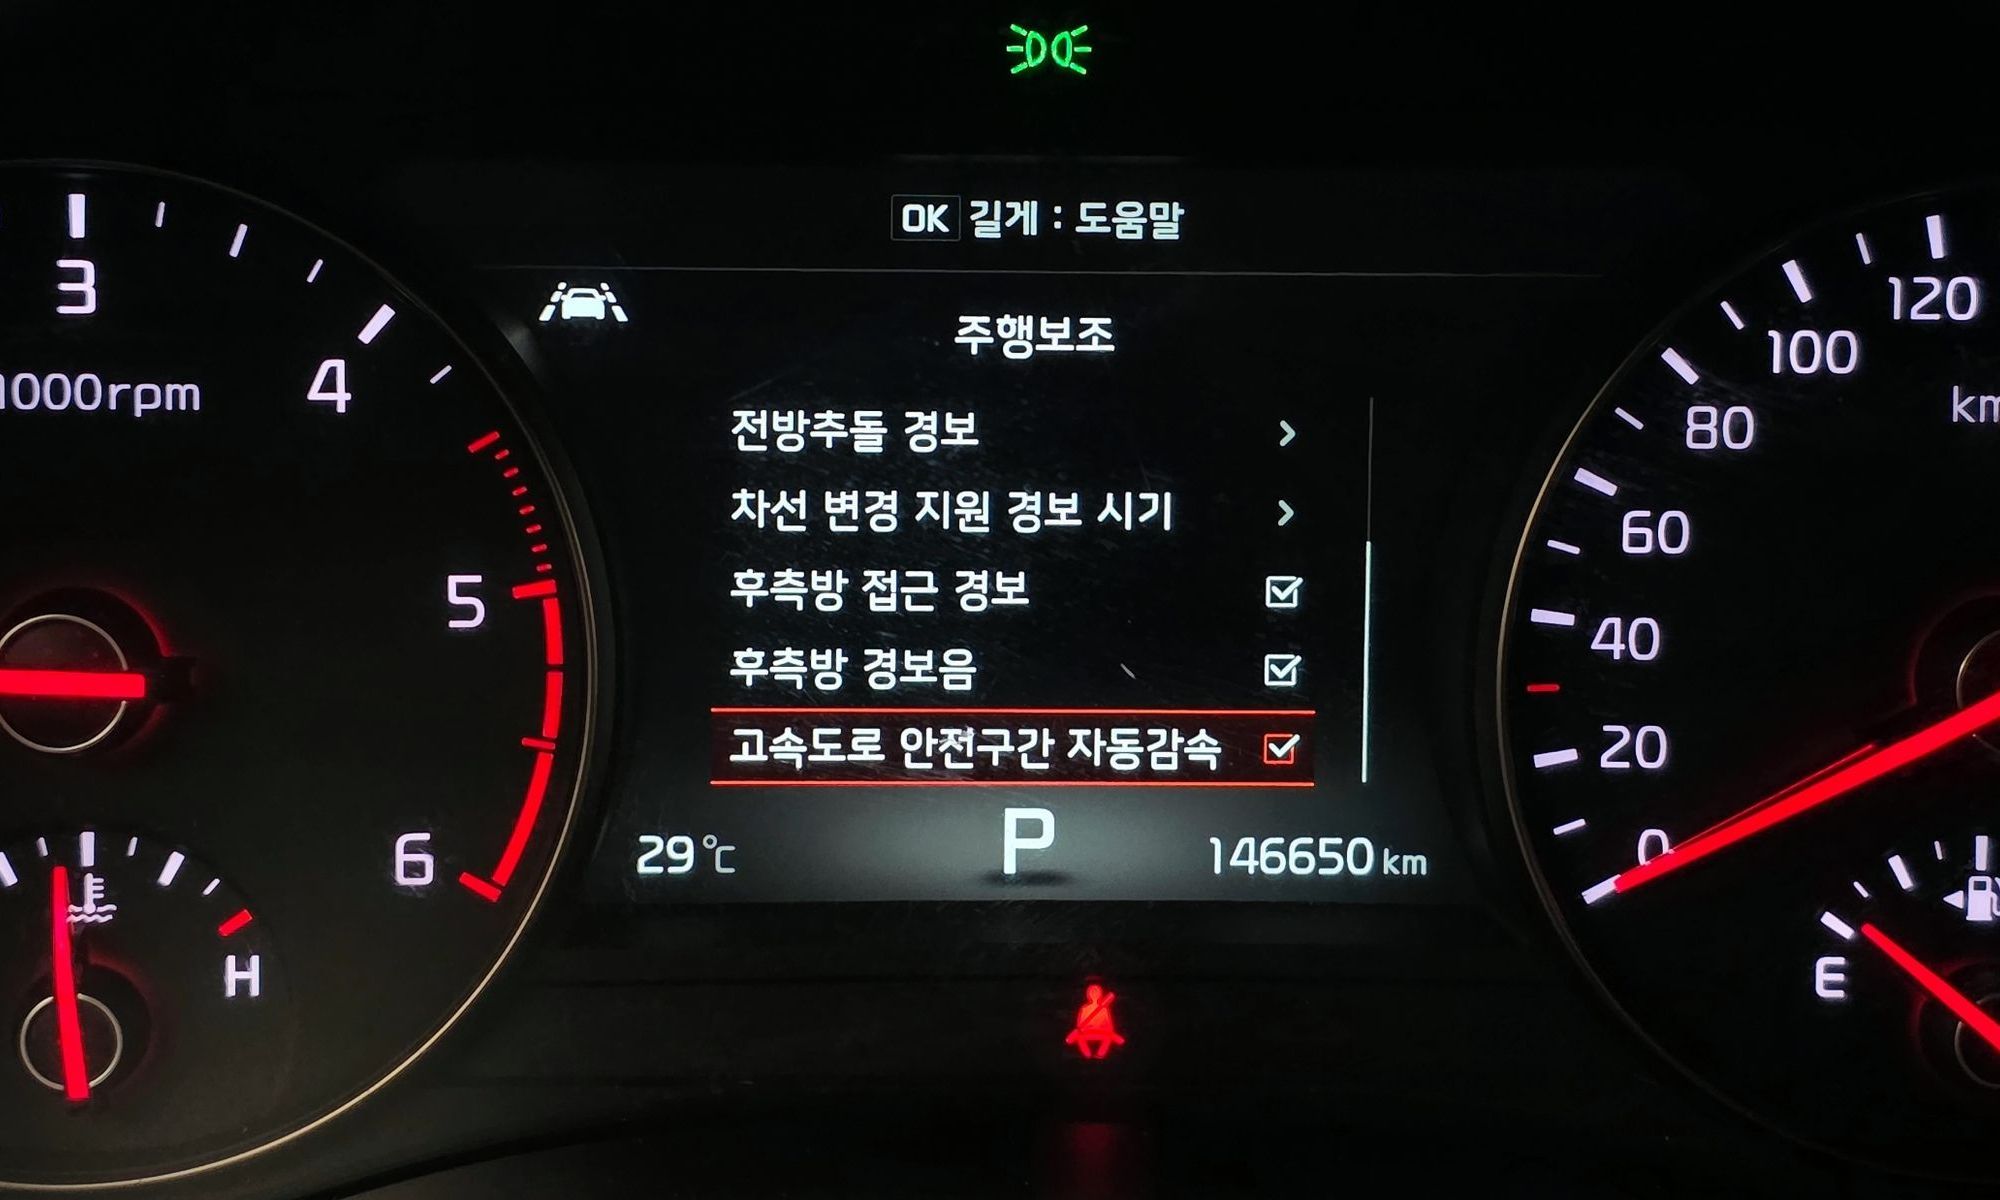 OK 길게 : 도움말
주행보조
전방추돌 경보
차선 변경 지원 경보 시기
후측방 접근 경보
후측방 경보음
고속도로 안전구간 자동감속
29℃
P
146650 km
3
4
5
6
1000rpm
H
120
100
80
60
40
20
0
km
E